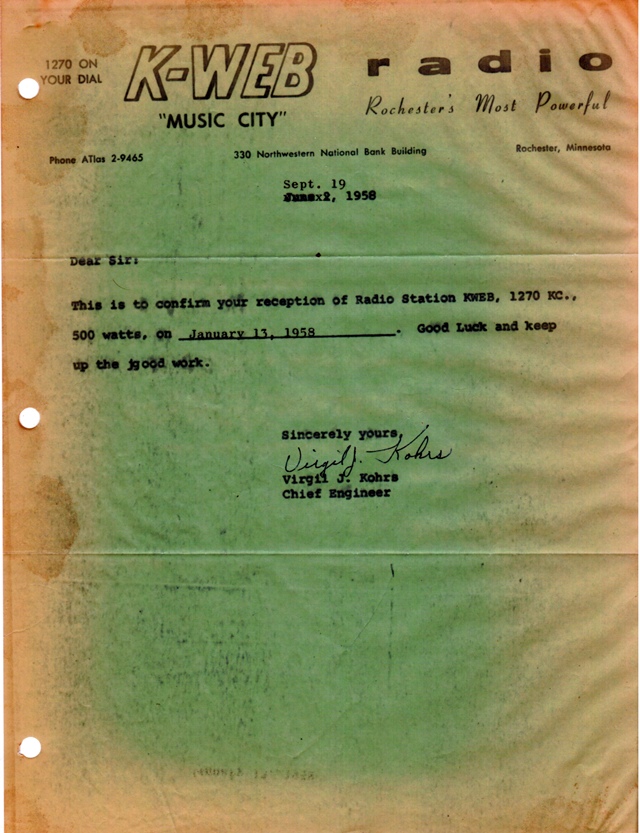 1270 ON
YOUR DIAL
K-WEB radio
"MUSIC CITY"
Rochester's Most Powerful
Phone ATlas 2-9465 330 Northwestern National Bank Building Rochester, Minnesota
Sept. 19
2, 1958
Dear Sir:
This is to confirm your reception of Radio Station KWEB, 1270 KC.,
500 watts, on January 13, 1958. Good Luck and keep
up the good work.
Sincerely yours,
Virgil J. Kohrs
Virgil J. Kohrs
Chief Engineer